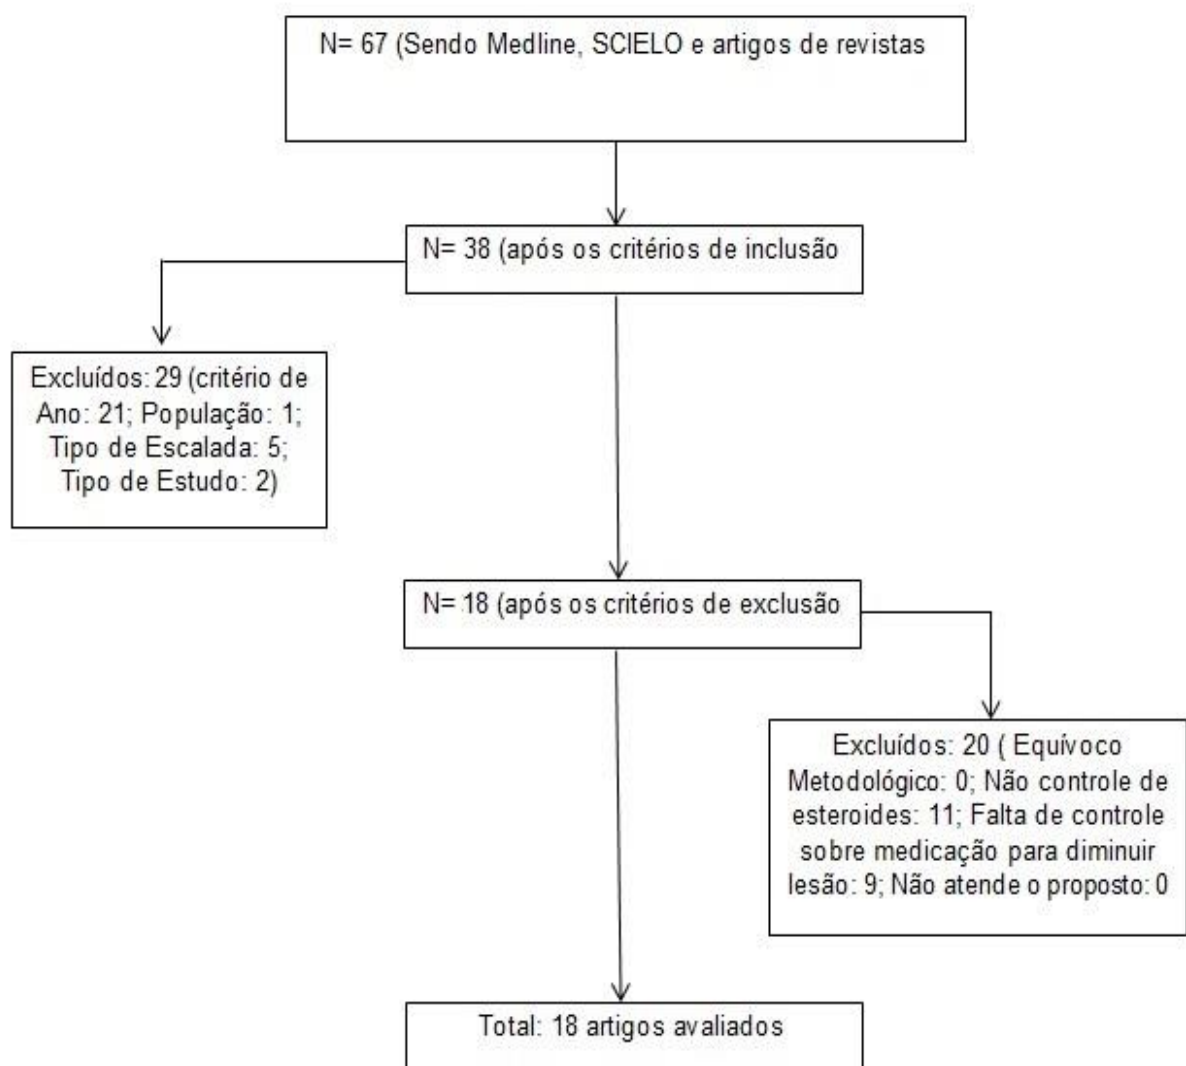 N= 67 (Sendo Medline, SCIELO e artigos de revistas
N= 38 (após os critérios de inclusão
Excluídos: 29 (critério de
Ano: 21; População: 1;
Tipo de Escalada: 5;
Tipo de Estudo: 2)
N= 18 (após os critérios de exclusão
Excluídos: 20 ( Equívoco
Metodológico: 0; Não controle de
esteroides: 11; Falta de controle
sobre medicação para diminuir
lesão: 9; Não atende o proposto: 0
Total: 18 artigos avaliados